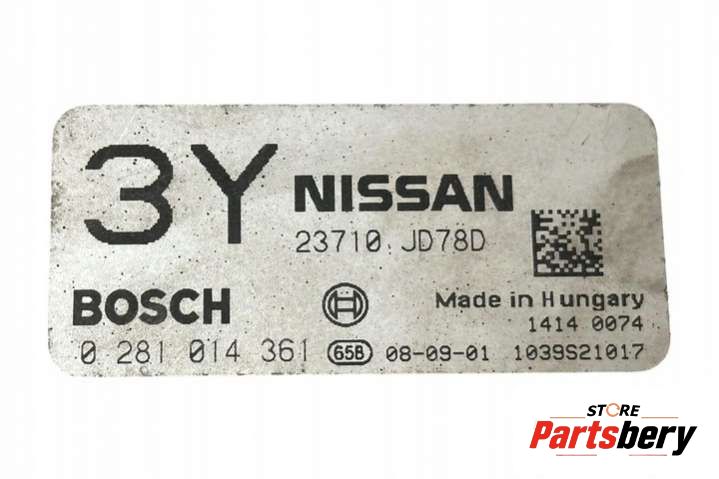 3Y NISSAN
23710 JD78D
BOSCH
Made in Hungary
1414 0074
0 281 014 361 65B 08-09-01 1039S21017
STORE
Partsbery